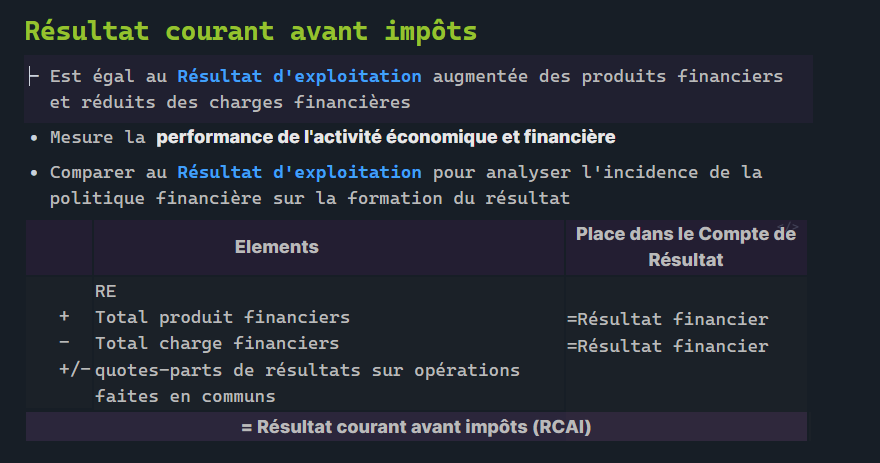 Résultat courant avant impôts
Est égal au Résultat d'exploitation augmentée des produits financiers
et réduits des charges financières
• Mesure la performance de l'activité économique et financière
• Comparer au Résultat d'exploitation pour analyser l'incidence de la
politique financière sur la formation du résultat
Elements
Place dans le Compte de
Résultat
RE
+ Total produit financiers =Résultat financier
- Total charge financiers =Résultat financier
+/- quotes-parts de résultats sur opérations
faites en communs
= Résultat courant avant impôts (RCAI)